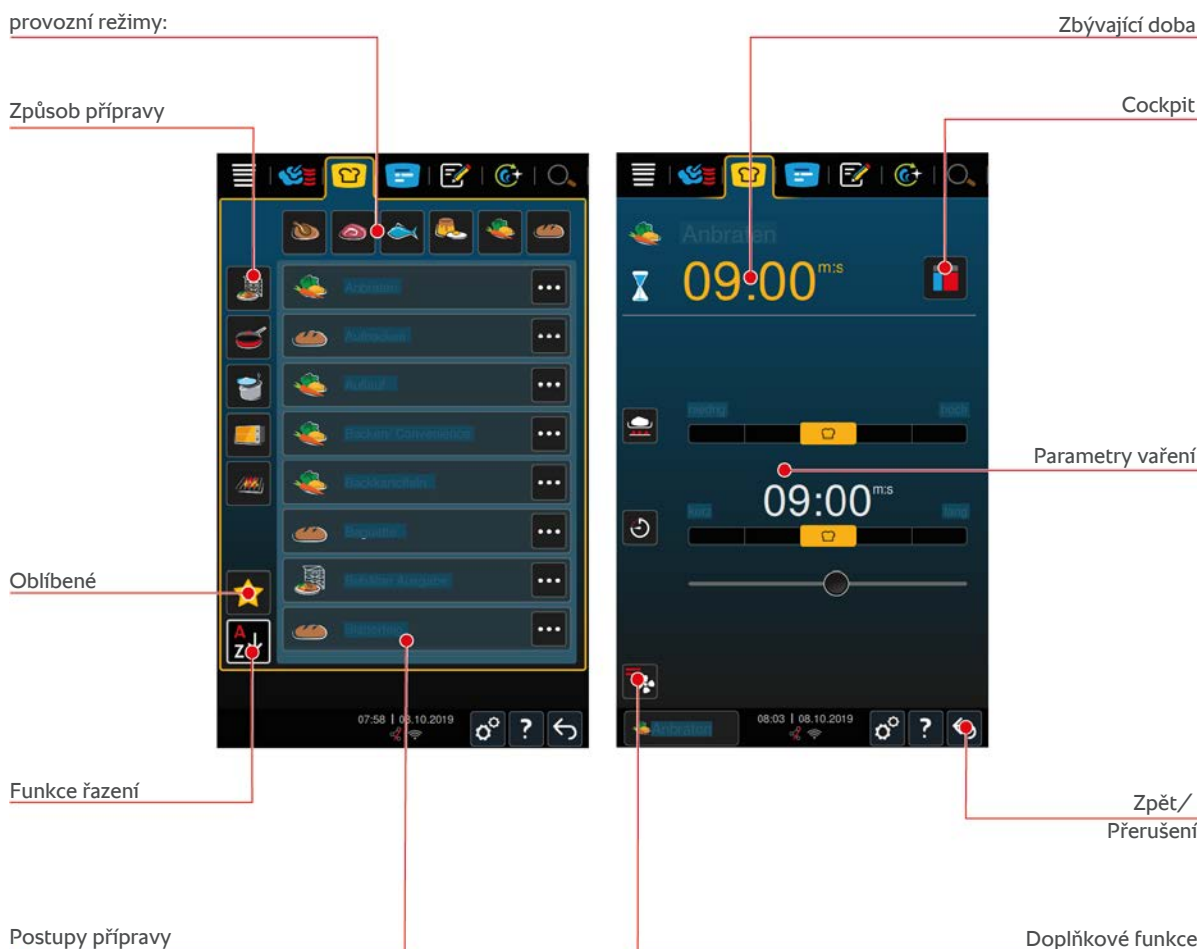 provozní režimy:
Zbývající doba
Způsob přípravy
Cockpit
Anbraten
09:00 m:s
Anbraten
Aufbacken
Auflauf
niedrig hoch
Backen/ Convenience
Parametry vaření
09:00 m:s
Backkartoffeln
kurz lang
Baguette
Oblíbené
A
Z
07:58 | 08.10.2019
?
Anbraten
08:03 | 08.10.2019
?
Funkce řazení
Zpět/
Přerušení
Postupy přípravy
Doplňkové funkce